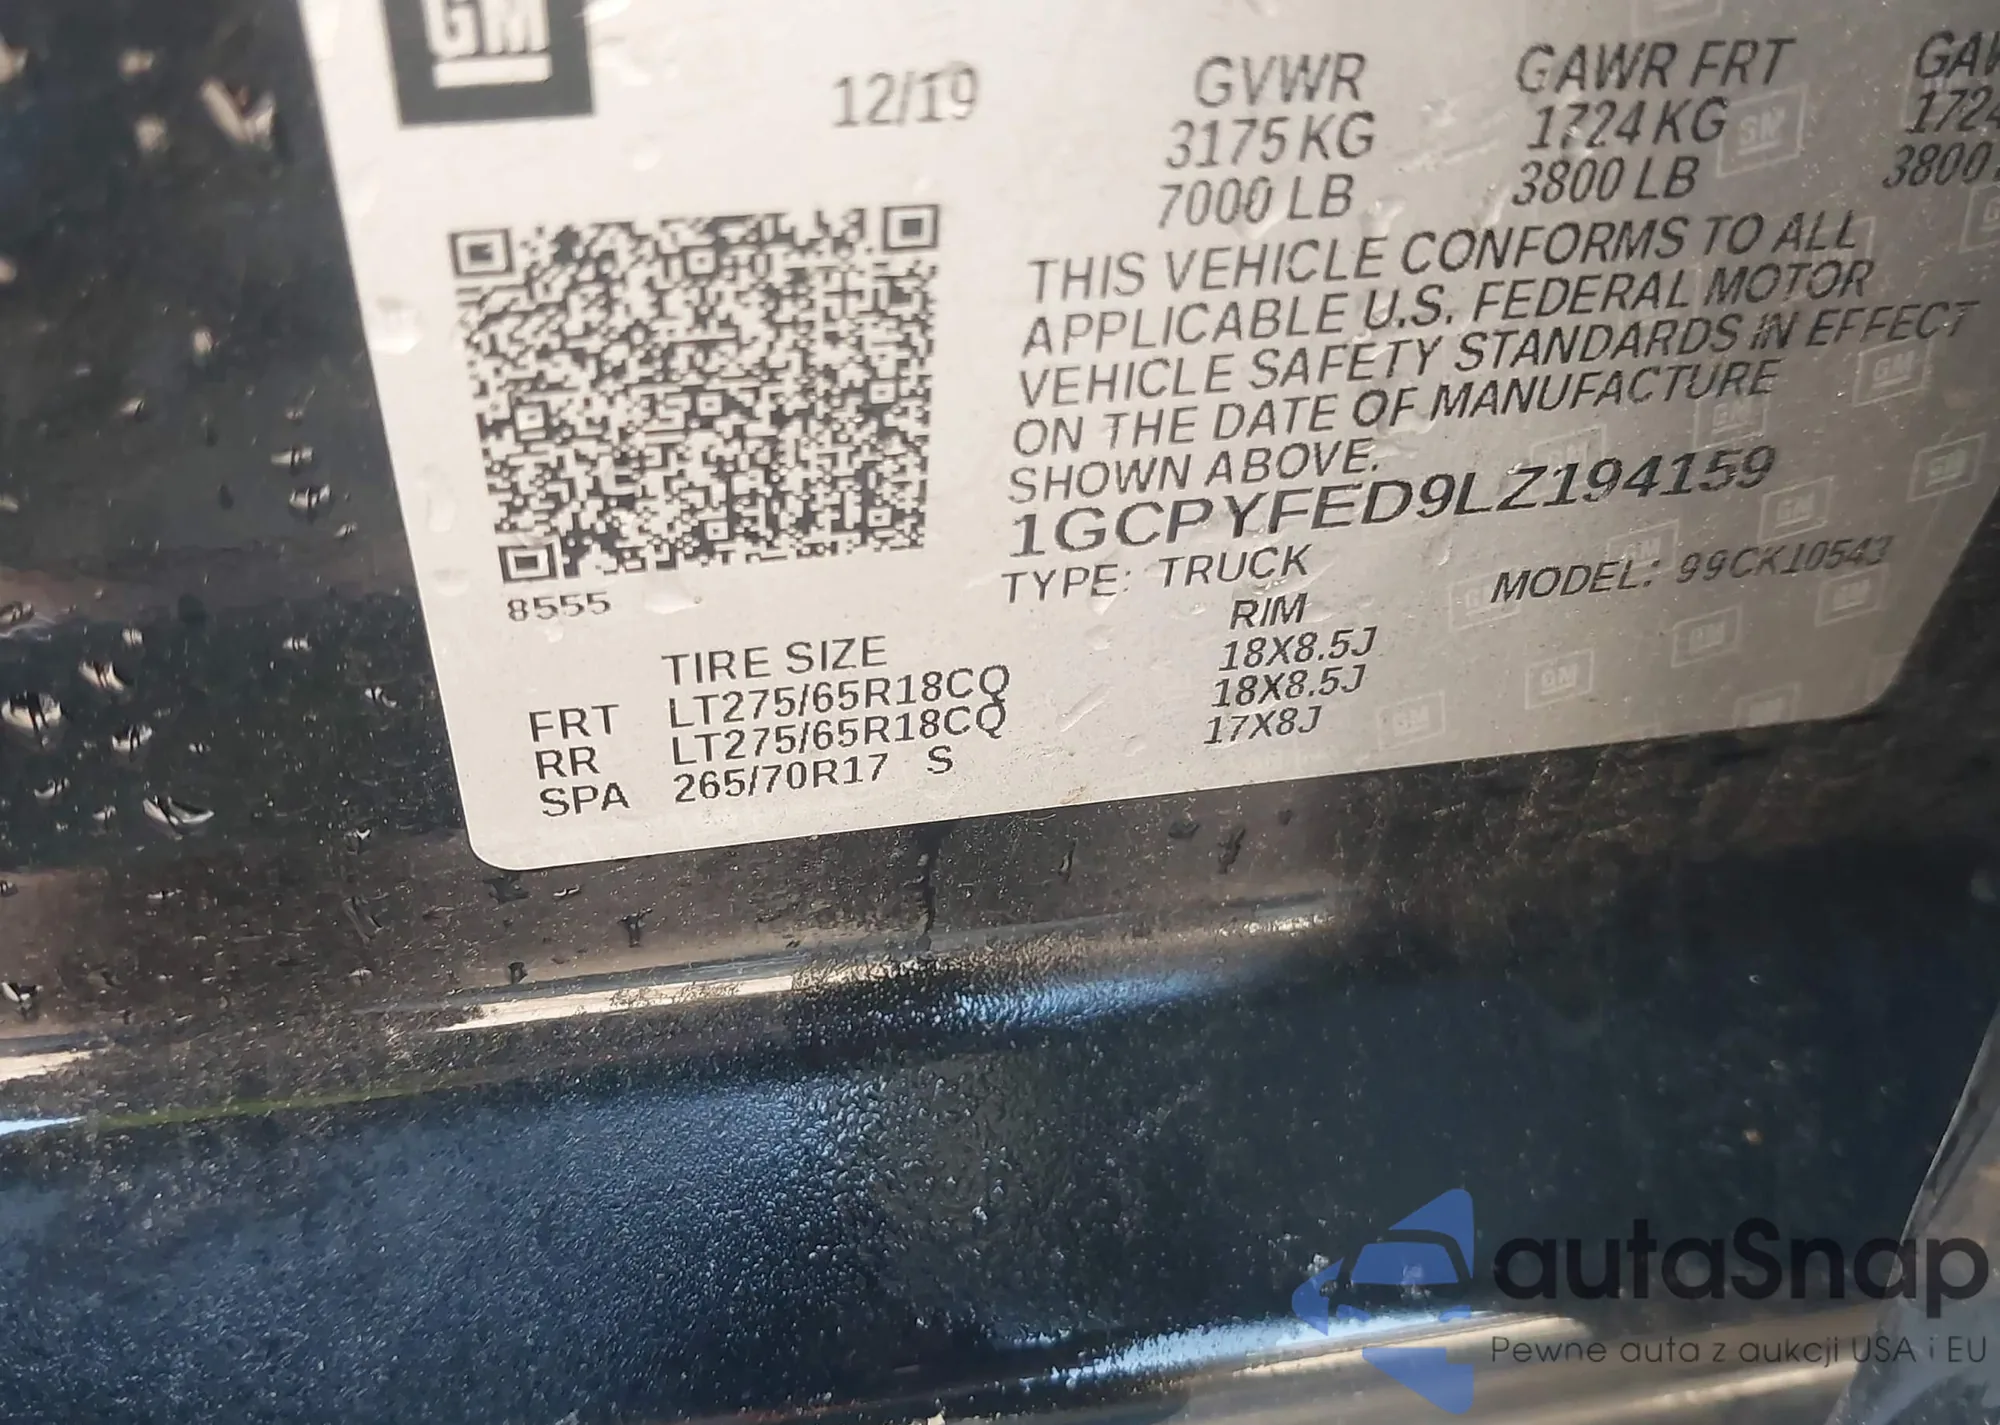 GM
12/19
GVWR
3175 KG
7000 LB
GAWR FRT
1724 KG
3800 LB
1724
3800
THIS VEHICLE CONFORMS TO ALL
APPLICABLE U.S. FEDERAL MOTOR
VEHICLE SAFETY STANDARDS IN EFFECT
ON THE DATE OF MANUFACTURE
SHOWN ABOVE.
1GCPYFED9LZ194159
TYPE: TRUCK
MODEL: 99CK10543
8555
TIRE SIZE RIM
FRT LT275/65R18CQ 18X8.5J
RR LT275/65R18CQ 18X8.5J
SPA 265/70R17 S 17X8J
autaSnap
Pewne auta z aukcji USA i EU